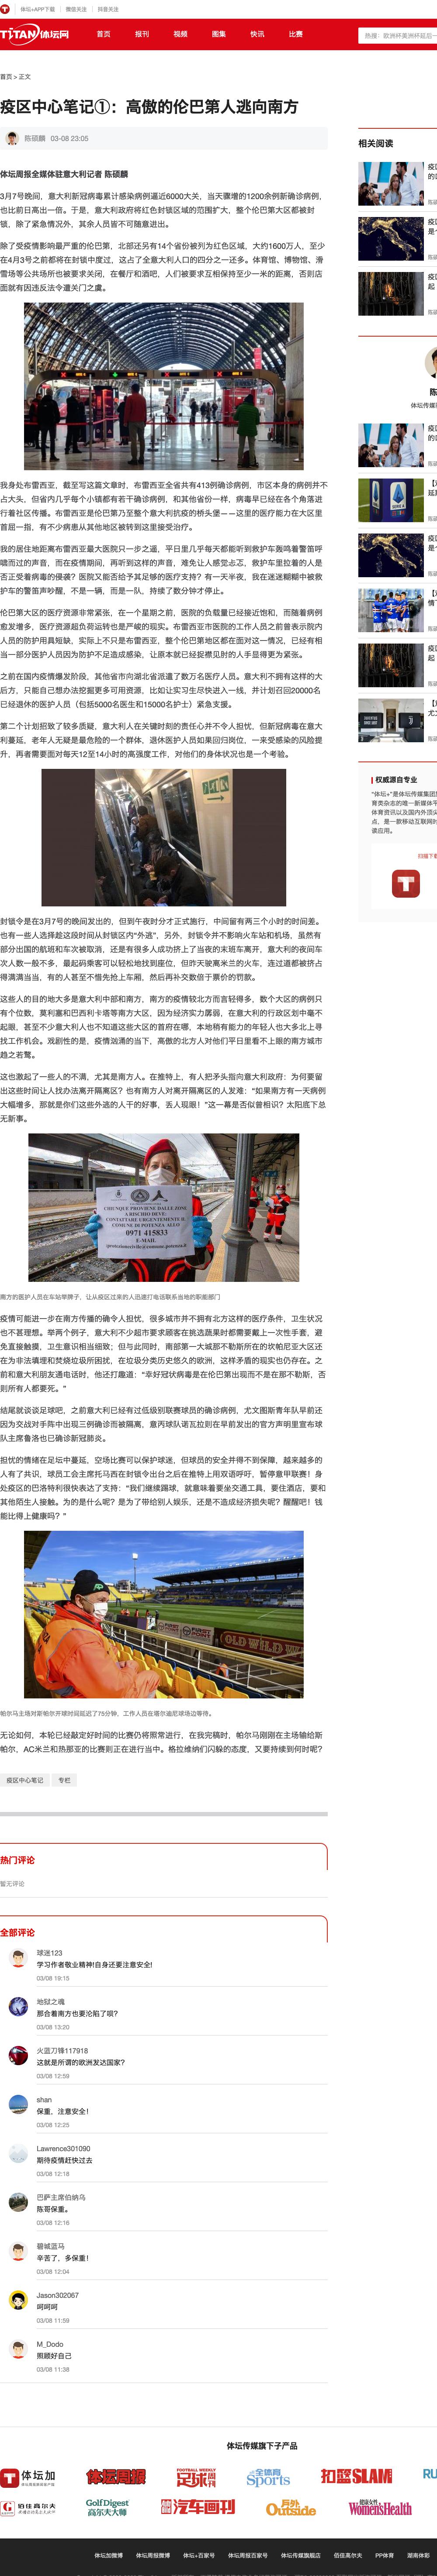 体坛+APP下载 微信关注 抖音关注
TITAN体坛网 首页 报刊 视频 图集 快讯 比赛
首页 > 正文
疫区中心笔记①：高傲的伦巴第人逃向南方
陈硕麟 03-08 23:05
体坛周报全媒体驻意大利记者 陈硕麟
3月7号晚间，意大利新冠病毒累计感染病例逼近6000大关，当天骤增的1200余例新确诊病例，
也比前日高出一倍。于是，意大利政府将红色封锁区域的范围扩大，整个伦巴第大区都被封
锁，除了紧急情况外，其余人员皆不可随意进出。
除了受疫情影响最严重的伦巴第，北部还另有14个省份被列为红色区域，大约1600万人，至少
在4月3号之前都将在封锁中度过，这占了全意大利人口的四分之一还多。体育馆、博物馆、滑
雪场等公共场所也被要求关闭，在餐厅和酒吧，人们被要求互相保持至少一米的距离，否则店
面就有因违反法令遭关门之虞。
我身处布雷西亚，截至写这篇文章时，布雷西亚全省共有413例确诊病例，市区本身的病例并不
占大头，但省内几乎每个小镇都有若干确诊病例，和其他省份一样，病毒早已经在各个角落进
行着社区传播。布雷西亚是伦巴第乃至整个意大利抗疫的桥头堡——这里的医疗能力在大区里
首屈一指，有不少病患从其他地区被转到这里接受治疗。
我的居住地距离布雷西亚最大医院只一步之遥，平日里几乎每天都能听到救护车轰鸣着警笛呼
啸而过的声音，而在疫情期间，再听到这样的声音，难免让人感觉忐忑，救护车里拉着的人是
否正受着病毒的侵袭？医院又能否给予其足够的医疗支持？有一天半夜，我在迷迷糊糊中被救
护车的警笛声吵醒，不是一辆，而是一队，持续了数分钟才停止。
伦巴第大区的医疗资源非常紧张，在一个星期之前，医院的负载量已经接近饱和，而随着病例
愈发增多，医疗资源超负荷运转也是严峻的现实。布雷西亚市医院的工作人员之前曾表示院内
人员的防护用具短缺，实际上不只是布雷西亚，整个伦巴第地区都在面对这一情况，已经有相
当一部分医护人员因为防护不足造成感染，让原本就已经捉襟见肘的人手显得更为紧张。
之前在国内疫情爆发阶段，其他省市向湖北省派遣了数万名医疗人员。意大利不拥有这样的大
后方，只能自己想办法挖掘更多可用资源，比如让实习生尽快进入一线，并计划召回20000名
已经退休的医护人员（包括5000名医生和15000名护士）紧急支援。
第二个计划招致了较多质疑，意大利人在关键时刻的责任心并不令人担忧，但新冠病毒在意大
利蔓延，老年人无疑是最危险的一个群体，退休医护人员如果回归岗位，一来受感染的风险提
升，再者需要面对每天12至14小时的高强度工作，对他们的身体状况也是一个考验。
封锁令是在3月7号的晚间发出的，但到午夜时分才正式施行，中间留有两三个小时的时间差。
也有一些人选择趁这段时间从封锁区内“外逃”，另外，封锁令并不影响火车站和机场，虽然有
部分出国的航班和车次被取消，还是有很多人成功挤上了当夜的末班车离开，意大利的夜间车
次人数一般不多，最起码乘客可以轻松地找到座位，但昨天驶离米兰的火车，连过道都被挤占
得满满当当，有的人甚至不惜先抢上车厢，然后再补交数倍于票价的罚款。
这些人的目的地大多是意大利中部和南方，南方的疫情较北方而言轻得多，数个大区的病例只
有个位数，莫利塞和巴西利卡塔等南方大区，因为经济实力孱弱，在意大利的行政区划中毫不
起眼，甚至不少意大利人也不知道这些大区的首府在哪，本地稍有能力的年轻人也大多北上寻
找工作机会。戏剧性的是，疫情汹涌的当下，高傲的北方人对他们平日里看不上眼的南方城市
趋之若鹜。
这也激起了一些人的不满，尤其是南方人。在推特上，有人把矛头指向意大利政府：为何要留
出这些时间让人找办法离开隔离区？也有南方人对离开隔离区的人发难：“如果南方有一天病例
大幅增多，那就是你们这些外逃的人干的好事，丢人现眼！”这一幕是否似曾相识？太阳底下总
无新事。
CHIUNQUE PROVIENE DALLE ZONE
0971 415833
南方的医护人员在车站举牌子，让从疫区过来的人迅速打电话联系当地的职能部门
疫情可能进一步在南方传播的确令人担忧，很多城市并不拥有北方这样的医疗条件，卫生状况
也不甚理想。举两个例子，意大利不少超市要求顾客在挑选蔬果时都需要戴上一次性手套，避
免直接触摸，卫生意识相当细致；但与此同时，南部第一大城那不勒斯所在的坎帕尼亚大区还
在为非法填埋和焚烧垃圾所困扰，在垃圾分类历史悠久的欧洲，这样矛盾的现实也仍存在。之
前和意大利朋友通电话时，他还打趣道：“幸好冠状病毒是在伦巴第出现而不是在那不勒斯，否
则所有人都要死。”
结尾就谈谈足球吧，之前意大利已经有过低级别联赛球员的确诊病例，尤文图斯青年队早前还
因为交战对手阵中出现三例确诊而被隔离，意丙球队诺瓦拉则在早前发出的官方声明里宣布球
队主席鲁洛也已确诊新冠肺炎。
担忧的情绪在足坛中蔓延，空场比赛可以保护球迷，但球员的安全并得不到保障，越来越多的
人有了共识，球员工会主席托马西在封锁令出台之后在推特上用双语呼吁，暂停意甲联赛！身
处疫区的巴洛特利很快表达了支持：“我们继续踢球，就意味着要坐交通工具，要住酒店，要和
其他陌生人接触。为的是什么呢？是为了带给别人娱乐，还是不造成经济损失呢？醒醒吧！钱
能比得上健康吗？”
OLD WILD WEST
帕尔马主场对斯帕尔开球时间延迟了75分钟，工作人员在塔尔迪尼球场边等待。
无论如何，本轮已经敲定好时间的比赛仍将照常进行，在我完稿时，帕尔马刚刚在主场输给斯
帕尔，AC米兰和热那亚的比赛则正在进行当中。格拉维纳们闪躲的态度，又要持续到何时呢？
疫区中心笔记 专栏
热门评论
暂无评论
全部评论
球迷123
学习作者敬业精神!自身还要注意安全!
03/08 19:15
地狱之魂
那合着南方也要沦陷了呗？
03/08 13:20
火蓝刀锋117918
这就是所谓的欧洲发达国家？
03/08 12:59
shan
保重，注意安全！
03/08 12:25
Lawrence301090
期待疫情赶快过去
03/08 12:18
巴萨主席伯纳乌
陈哥保重。
03/08 12:16
碧城蓝马
辛苦了，多保重！
03/08 12:04
Jason302067
呵呵呵
03/08 11:59
M_Dodo
照顾好自己
03/08 11:38
热搜：欧洲杯美洲杯延后一
相关阅读
陈
体坛传媒
权威源自专业
“体坛+”是体坛传媒集团
育类杂志的唯一新媒体平
体育资讯以及国内外顶尖
点，是一款移动互联网时
读应用。
扫描下载
体坛传媒旗下子产品
体坛加 体坛周报 FOOTBALL WEEKLY 足球周刊 全体育 Sports 扣篮SLAM RU
佰佳高尔夫 Golf Digest 高尔夫大师 汽车画刊 户外 Outside 健康女性 Women'sHealth
体坛加微博 体坛周报微博 体坛+百家号 体坛周报百家号 体坛传媒旗舰店 佰佳高尔夫 PP体育 湖南体彩